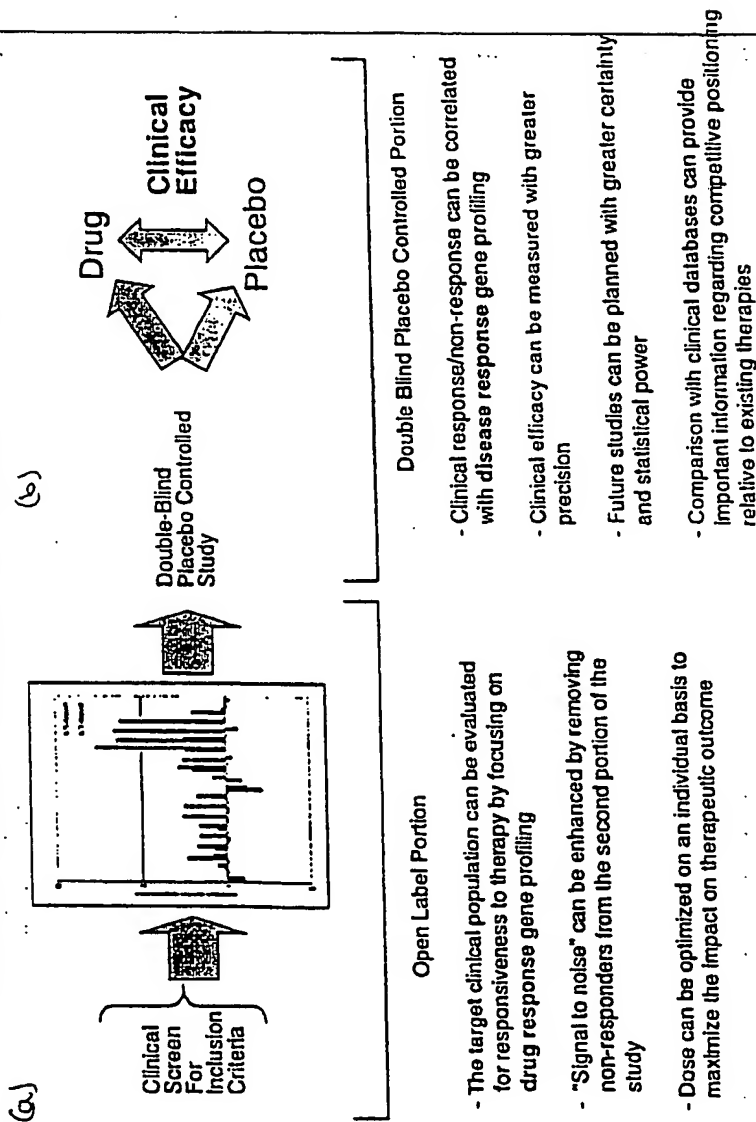 (a)
Clinical
Screen
For
Inclusion
Criteria
(b)
Double-Blind
Placebo Controlled
Study
Drug
Clinical
Efficacy
Placebo
Open Label Portion
- The target clinical population can be evaluated
for responsiveness to therapy by focusing on
drug response gene profiling
- "Signal to noise" can be enhanced by removing
non-responders from the second portion of the
study
- Dose can be optimized on an individual basis to
maximize the impact on therapeutic outcome
Double Blind Placebo Controlled Portion
- Clinical response/non-response can be correlated
with disease response gene profiling
- Clinical efficacy can be measured with greater
precision
- Future studies can be planned with greater certainty
and statistical power
- Comparison with clinical databases can provide
important information regarding competitive positioning
relative to existing therapies